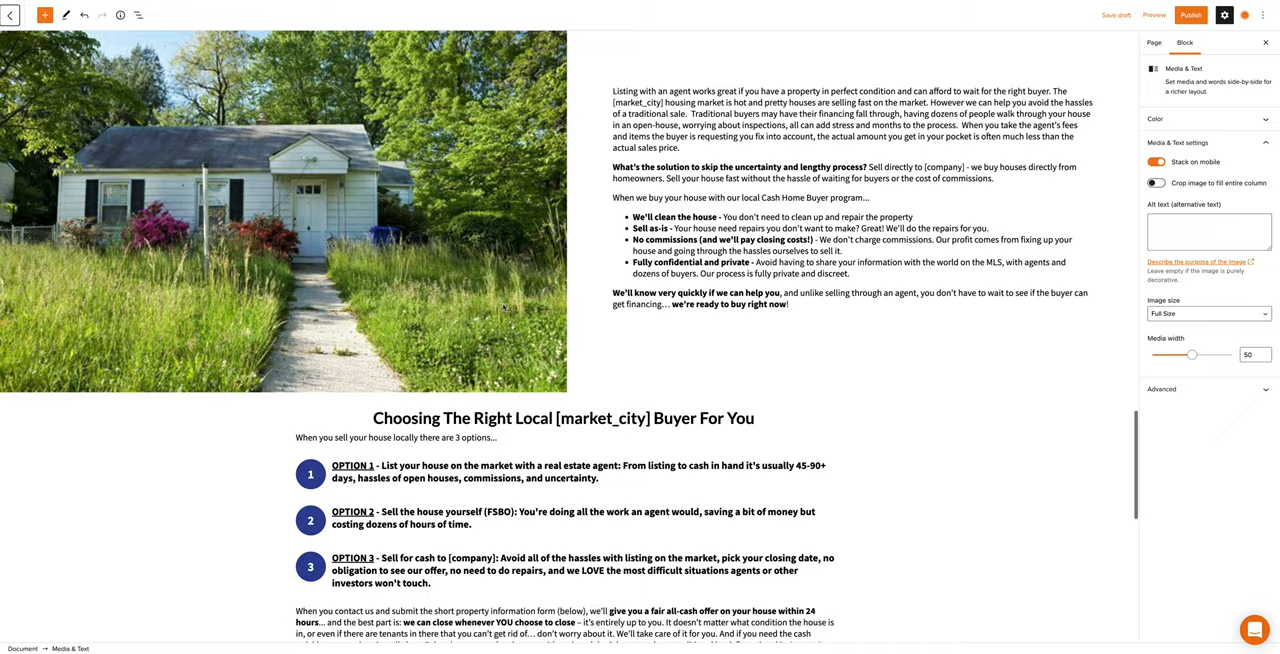 Save draft
Preview
Publish
Page
Block
Media & Text
Set media and words side-by-side for
a richer layout.
Color
Media & Text settings
Stack on mobile
Crop image to fill entire column
Alt text (alternative text)
Describe the purpose of the image
Leave empty if the image is purely
decorative.
Image size
Full Size
Media width
50
Advanced
Listing with an agent works great if you have a property in perfect condition and can afford to wait for the right buyer. The
[market_city] housing market is hot and pretty houses are selling fast on the market. However we can help you avoid the hassles
of a traditional sale. Traditional buyers may have their financing fall through, having dozens of people walk through your house
in an open-house, worrying about inspections, all can add stress and months to the process. When you take the agent's fees
and items the buyer is requesting you fix into account, the actual amount you get in your pocket is often much less than the
actual sales price.
What's the solution to skip the uncertainty and lengthy process? Sell directly to [company] - we buy houses directly from
homeowners. Sell your house fast without the hassle of waiting for buyers or the cost of commissions.
When we buy your house with our local Cash Home Buyer program...
• We'll clean the house - You don't need to clean up and repair the property
• Sell as-is - Your house need repairs you don't want to make? Great! We'll do the repairs for you.
• No commissions (and we'll pay closing costs!) - We don't charge commissions. Our profit comes from fixing up your
house and going through the hassles ourselves to sell it.
• Fully confidential and private - Avoid having to share your information with the world on the MLS, with agents and
dozens of buyers. Our process is fully private and discreet.
We'll know very quickly if we can help you, and unlike selling through an agent, you don't have to wait to see if the buyer can
get financing... we're ready to buy right now!
Choosing The Right Local [market_city] Buyer For You
When you sell your house locally there are 3 options...
1 OPTION 1 - List your house on the market with a real estate agent: From listing to cash in hand it's usually 45-90+
days, hassles of open houses, commissions, and uncertainty.
2 OPTION 2 - Sell the house yourself (FSBO): You're doing all the work an agent would, saving a bit of money but
costing dozens of hours of time.
3 OPTION 3 - Sell for cash to [company]: Avoid all of the hassles with listing on the market, pick your closing date, no
obligation to see our offer, no need to do repairs, and we LOVE the most difficult situations agents or other
investors won't touch.
When you contact us and submit the short property information form (below), we'll give you a fair all-cash offer on your house within 24
hours... and the best part is: we can close whenever YOU choose to close – it's entirely up to you. It doesn't matter what condition the house is
in, or even if there are tenants in there that you can't get rid of... don't worry about it. We'll take care of it for you. And if you need the cash
Document → Media & Text